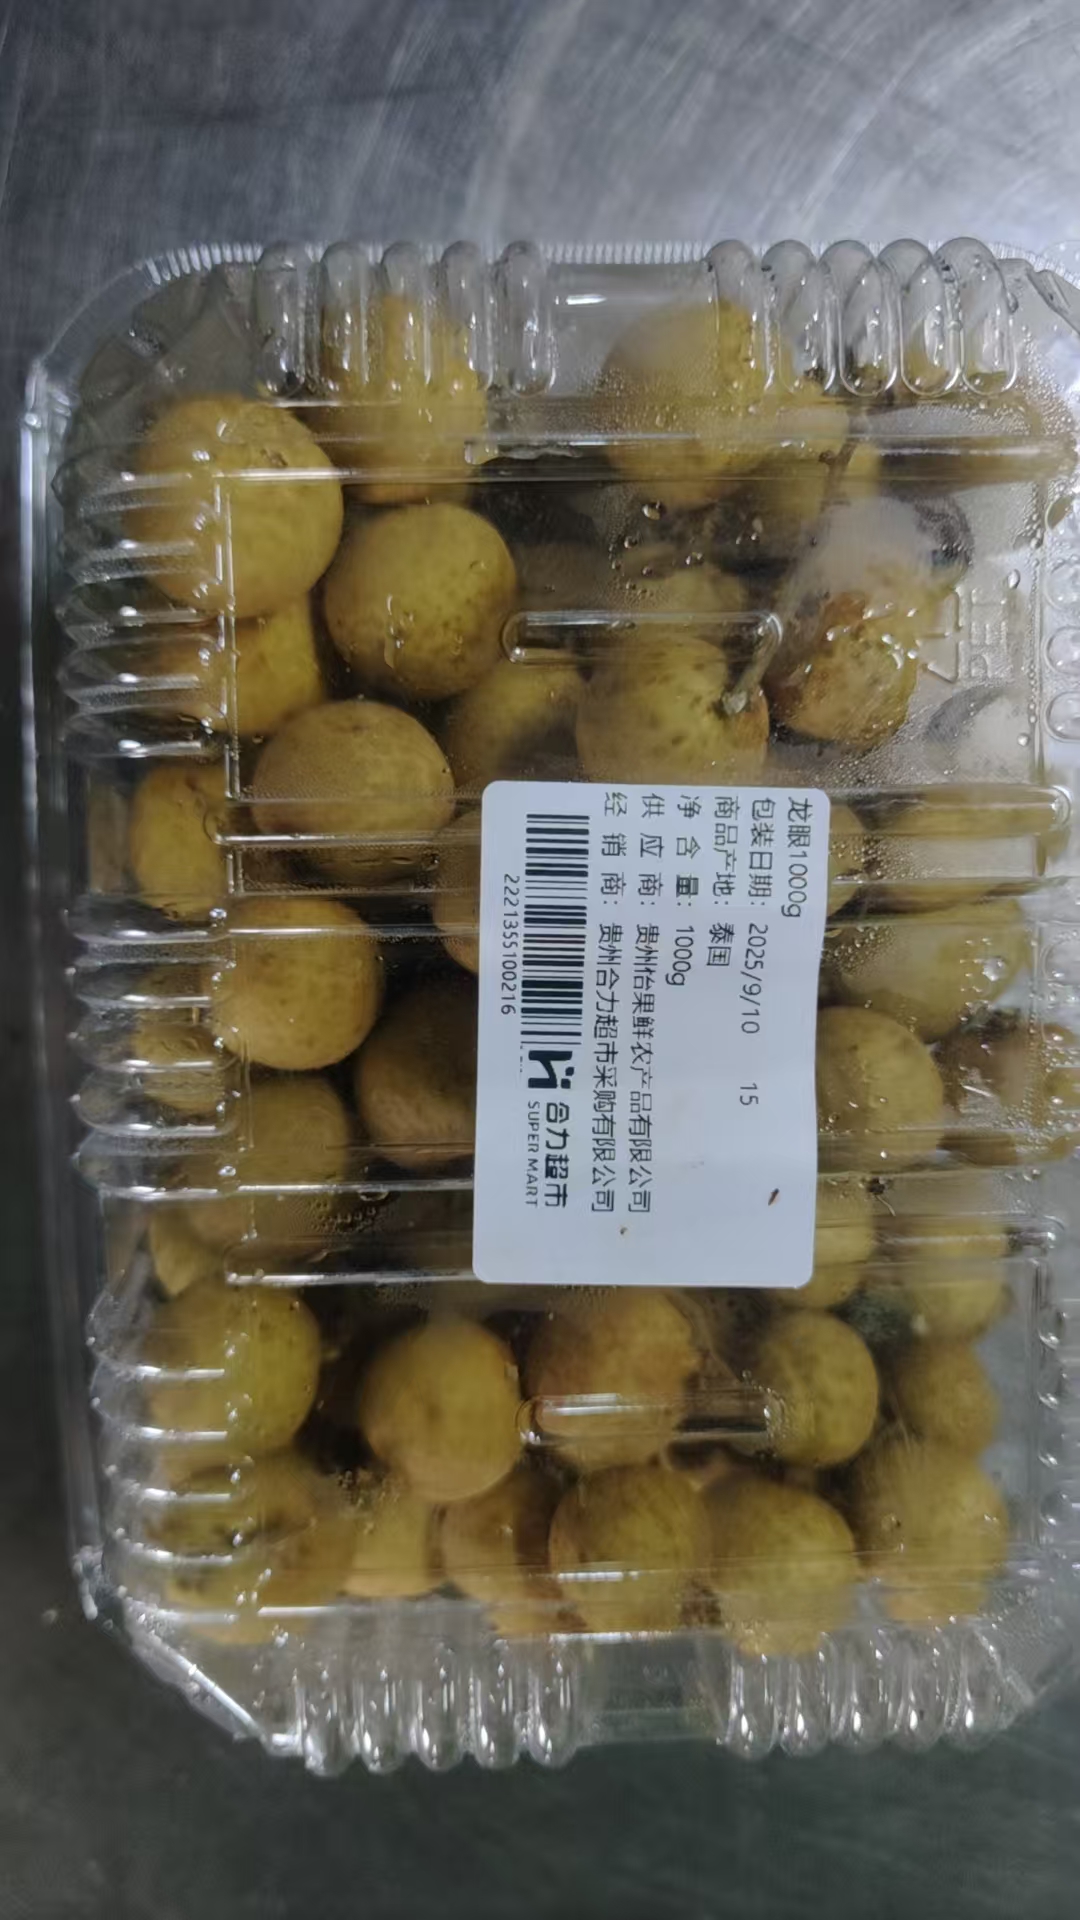 龙眼1000g
包装日期: 2025/9/10 15
商品产地: 泰国
净含量: 1000g
供应商: 贵州怡果鲜农产品有限公司
经销商: 贵州合力超市采购有限公司
2221355100216
合力超市
SUPER MART